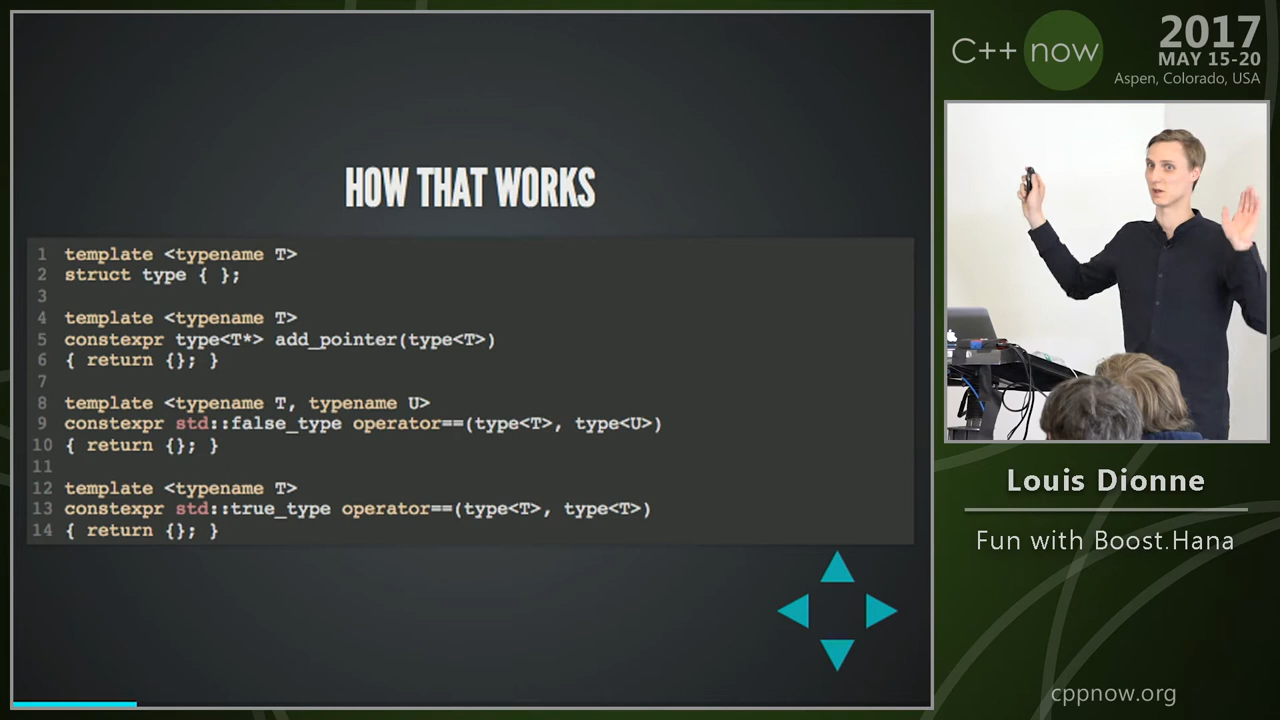 HOW THAT WORKS
1 template <typename T>
2 struct type { };
3
4 template <typename T>
5 constexpr type<T*> add_pointer(type<T>)
6 { return {}; }
7
8 template <typename T, typename U>
9 constexpr std::false_type operator==(type<T>, type<U>)
10 { return {}; }
11
12 template <typename T>
13 constexpr std::true_type operator==(type<T>, type<T>)
14 { return {}; }
C++ now
2017
MAY 15-20
Aspen, Colorado, USA
Louis Dionne
Fun with Boost.Hana
cppnow.org